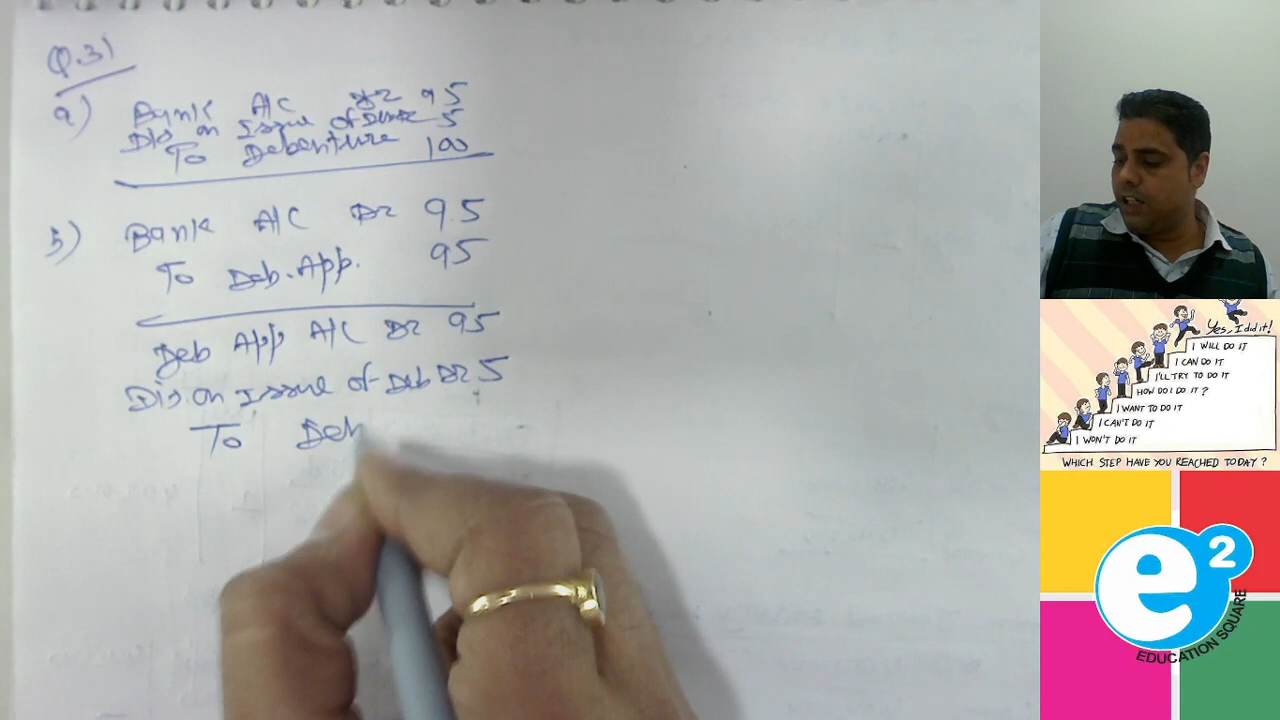 Q.31
a) Bank A/C Dr 95
Dis on Issue of Debe 5
To Debenture 100
b) Bank A/C Dr 95
To Deb. App. 95
Deb App A/C Dr 95
Dis. on Issue of Deb Dr 5
To Deb
Yes, I did it!
I WILL DO IT
I CAN DO IT
I'LL TRY TO DO IT
HOW DO I DO IT?
I WANT TO DO IT
I CAN'T DO IT
I WON'T DO IT
WHICH STEP HAVE YOU REACHED TODAY?
e2
EDUCATION SQUARE